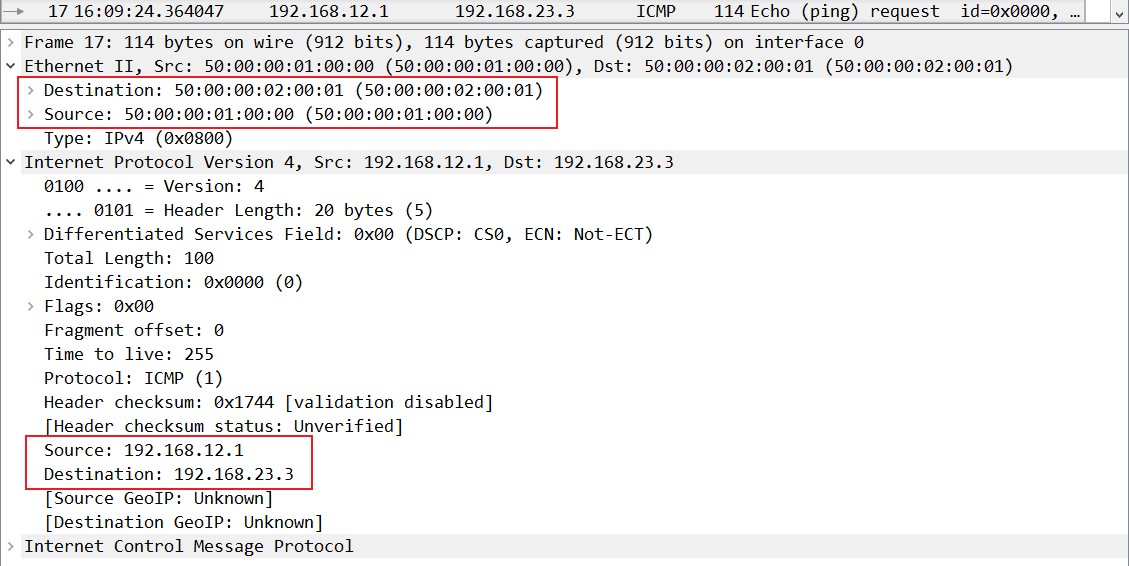 17 16:09:24.364047 192.168.12.1 192.168.23.3 ICMP 114 Echo (ping) request id=0x0000, …
Frame 17: 114 bytes on wire (912 bits), 114 bytes captured (912 bits) on interface 0
Ethernet II, Src: 50:00:00:01:00:00 (50:00:00:01:00:00), Dst: 50:00:00:02:00:01 (50:00:00:02:00:01)
Destination: 50:00:00:02:00:01 (50:00:00:02:00:01)
Source: 50:00:00:01:00:00 (50:00:00:01:00:00)
Type: IPv4 (0x0800)
Internet Protocol Version 4, Src: 192.168.12.1, Dst: 192.168.23.3
0100 .... = Version: 4
.... 0101 = Header Length: 20 bytes (5)
Differentiated Services Field: 0x00 (DSCP: CS0, ECN: Not-ECT)
Total Length: 100
Identification: 0x0000 (0)
Flags: 0x00
Fragment offset: 0
Time to live: 255
Protocol: ICMP (1)
Header checksum: 0x1744 [validation disabled]
[Header checksum status: Unverified]
Source: 192.168.12.1
Destination: 192.168.23.3
[Source GeoIP: Unknown]
[Destination GeoIP: Unknown]
Internet Control Message Protocol